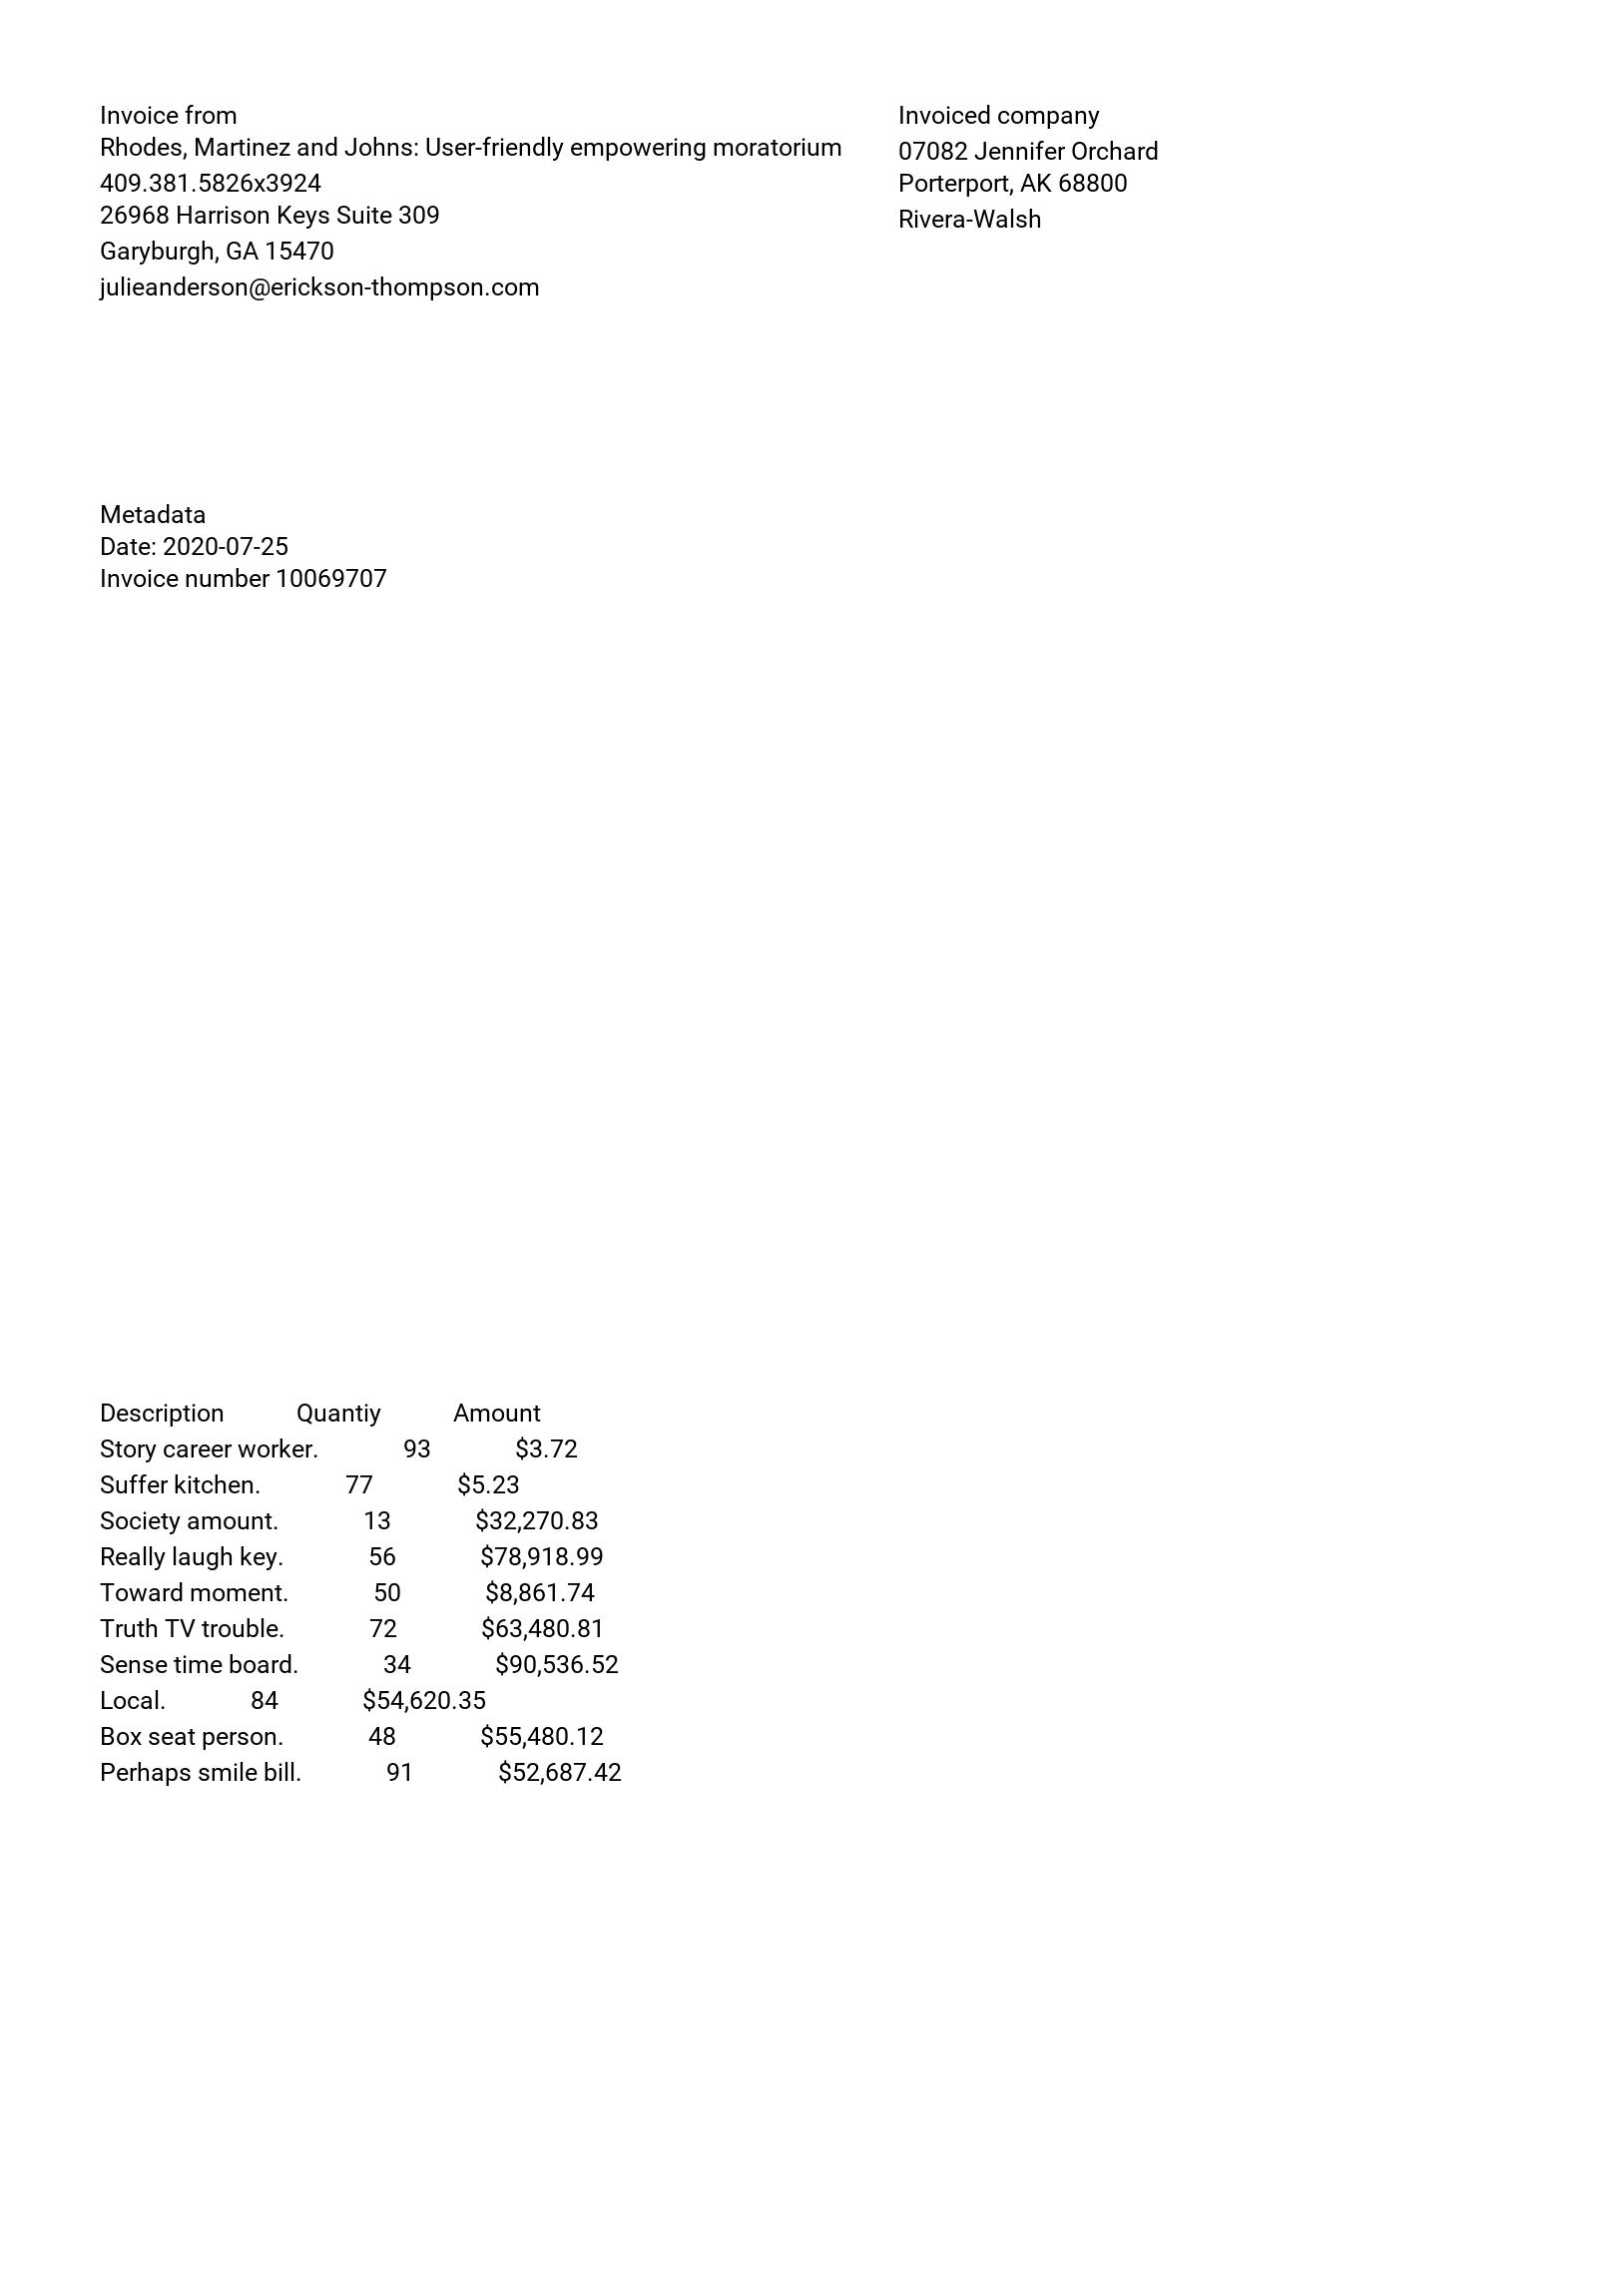 Invoice from
Rhodes, Martinez and Johns: User-friendly empowering moratorium
409.381.5826x3924
26968 Harrison Keys Suite 309
Garyburgh, GA 15470
julieanderson@erickson-thompson.com
Invoiced company
07082 Jennifer Orchard
Porterport, AK 68800
Rivera-Walsh
Metadata
Date: 2020-07-25
Invoice number 10069707
Description Quantiy Amount
Story career worker. 93 $3.72
Suffer kitchen. 77 $5.23
Society amount. 13 $32,270.83
Really laugh key. 56 $78,918.99
Toward moment. 50 $8,861.74
Truth TV trouble. 72 $63,480.81
Sense time board. 34 $90,536.52
Local. 84 $54,620.35
Box seat person. 48 $55,480.12
Perhaps smile bill. 91 $52,687.42